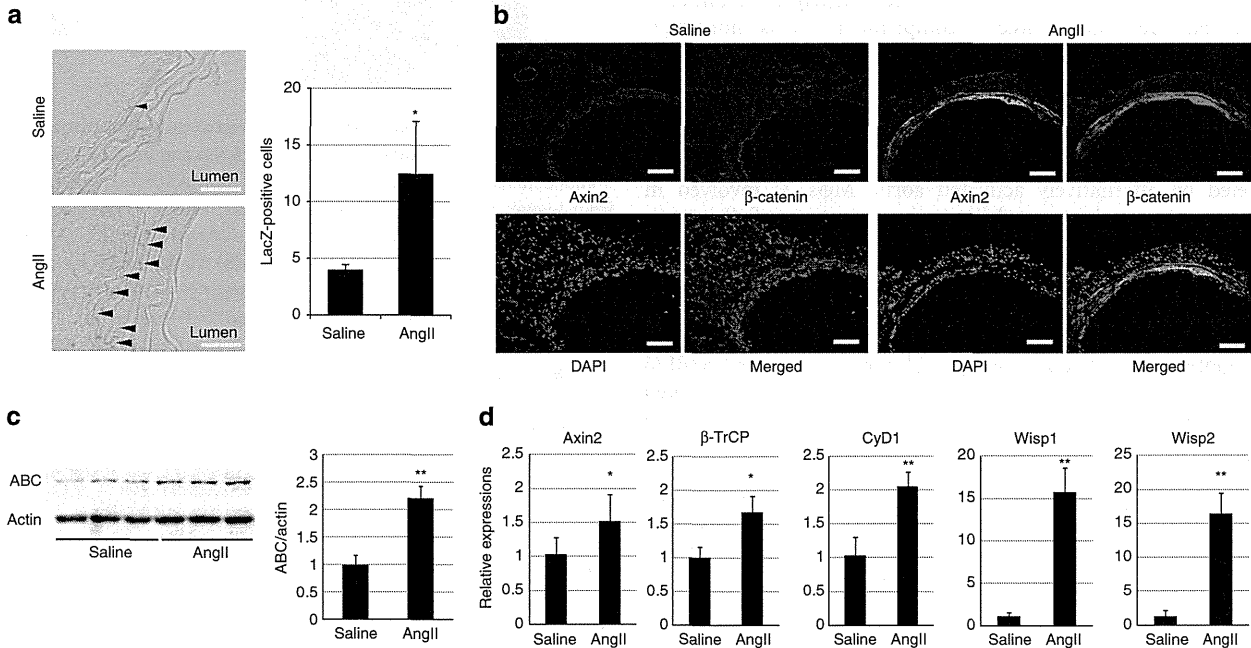 a
Saline
Lumen
AngII
Lumen
LacZ-positive cells
20
15
10
5
0
*
Saline AngII
b
Saline AngII
Axin2 β-catenin Axin2 β-catenin
DAPI Merged DAPI Merged
c
ABC
Actin
Saline AngII
ABC/actin
3
2.5
2
1.5
1
0.5
0
**
Saline AngII
d
Relative expressions
Axin2
2.5
2
1.5
1
0.5
0
*
Saline AngII
β-TrCP
2.5
2
1.5
1
0.5
0
*
Saline AngII
CyD1
2.5
2
1.5
1
0.5
0
**
Saline AngII
Wisp1
20
15
10
5
0
**
Saline AngII
Wisp2
25
20
15
10
5
0
**
Saline AngII